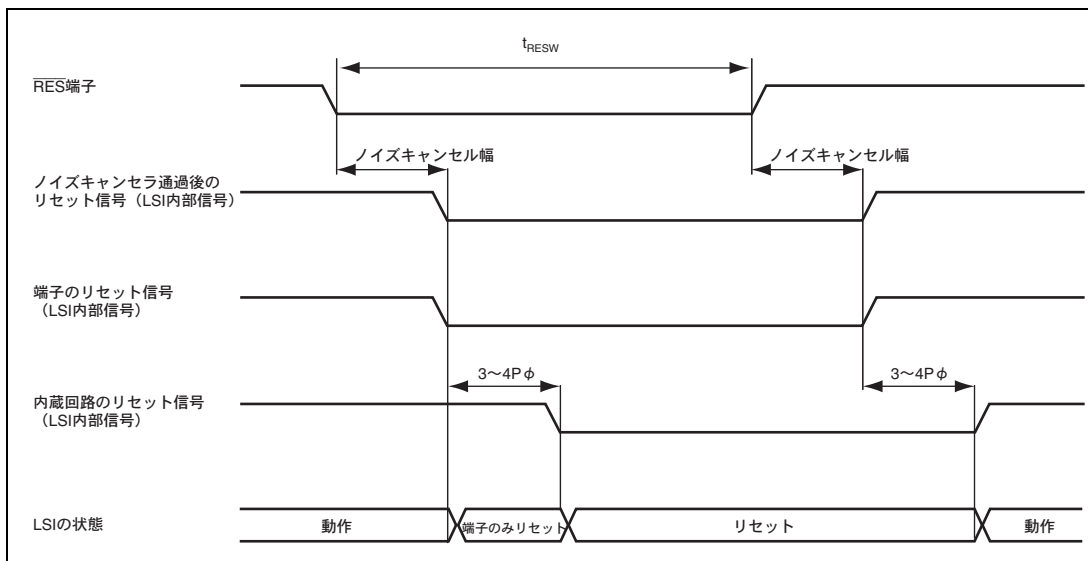 tRESW
RES端子
ノイズキャンセル幅
ノイズキャンセル幅
ノイズキャンセラ通過後の
リセット信号（LSI内部信号）
端子のリセット信号
（LSI内部信号）
3～4Pφ
3～4Pφ
内蔵回路のリセット信号
（LSI内部信号）
LSIの状態
動作
端子のみリセット
リセット
動作